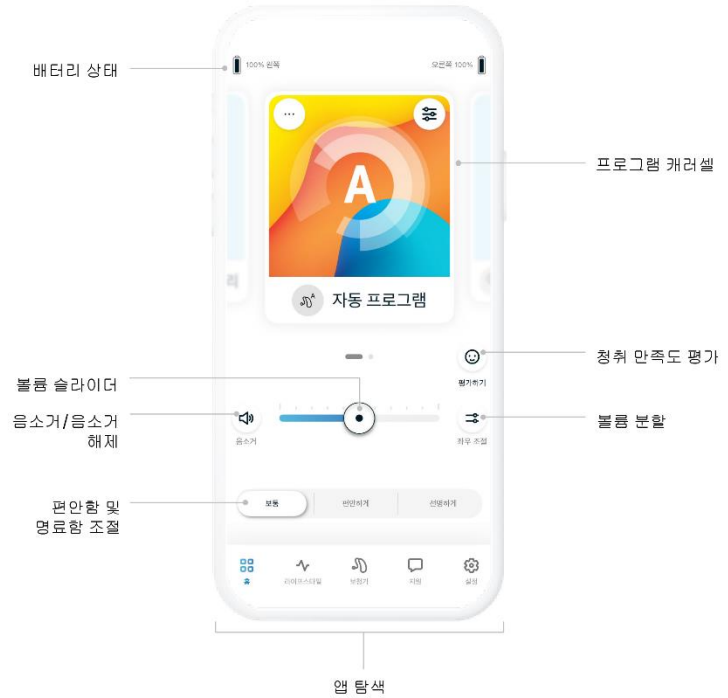 배터리 상태
100% 왼쪽
오른쪽 100%
프로그램 캐러셀
A
리
A
자동 프로그램
청취 만족도 평가
평가하기
볼륨 슬라이더
음소거/음소거
해제
음소거
볼륨 분할
좌우 조절
편안함 및
명료함 조절
보통
편안하게
선명하게
홈
라이프스타일
보청기
지원
설정
앱 탐색